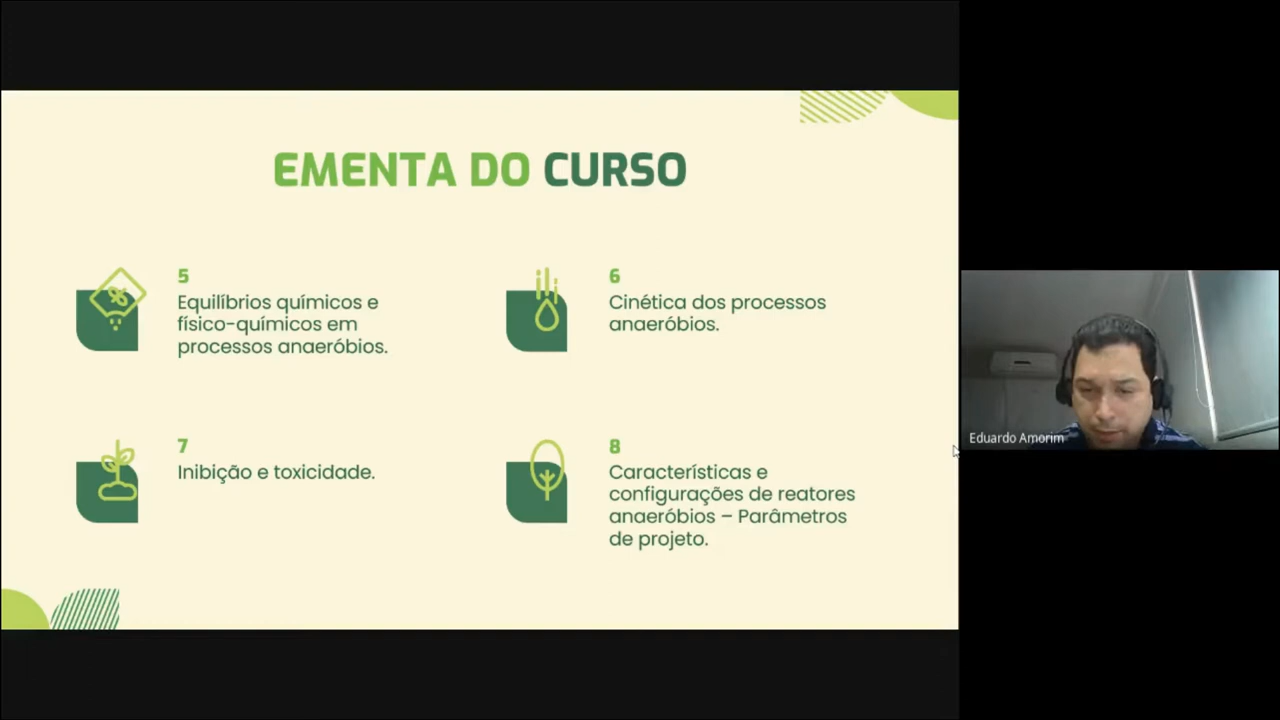 EMENTA DO CURSO
5
Equilíbrios químicos e
físico-químicos em
processos anaeróbios.
6
Cinética dos processos
anaeróbios.
7
Inibição e toxicidade.
8
Características e
configurações de reatores
anaeróbios – Parâmetros
de projeto.
Eduardo Amorim